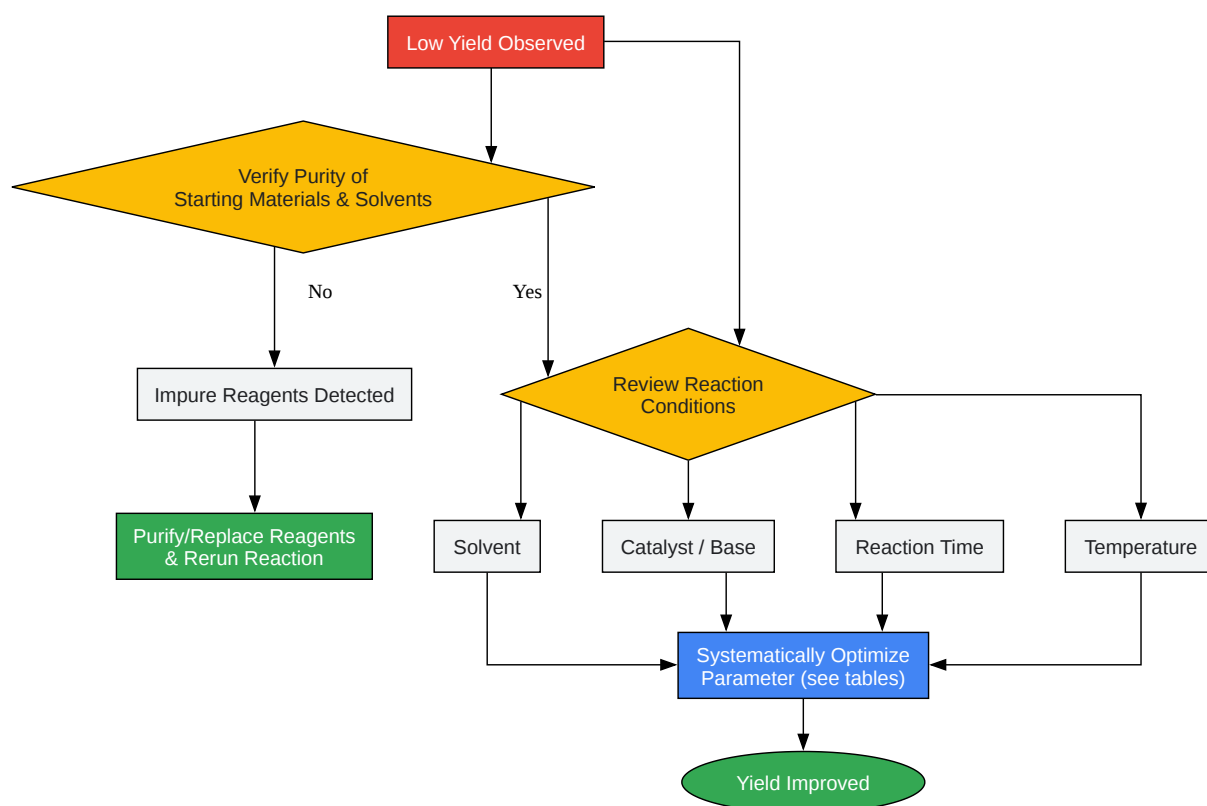 Low Yield Observed
Verify Purity of
Starting Materials & Solvents
No
Yes
Impure Reagents Detected
Review Reaction
Conditions
Purify/Replace Reagents
& Rerun Reaction
Solvent
Catalyst / Base
Reaction Time
Temperature
Systematically Optimize
Parameter (see tables)
Yield Improved